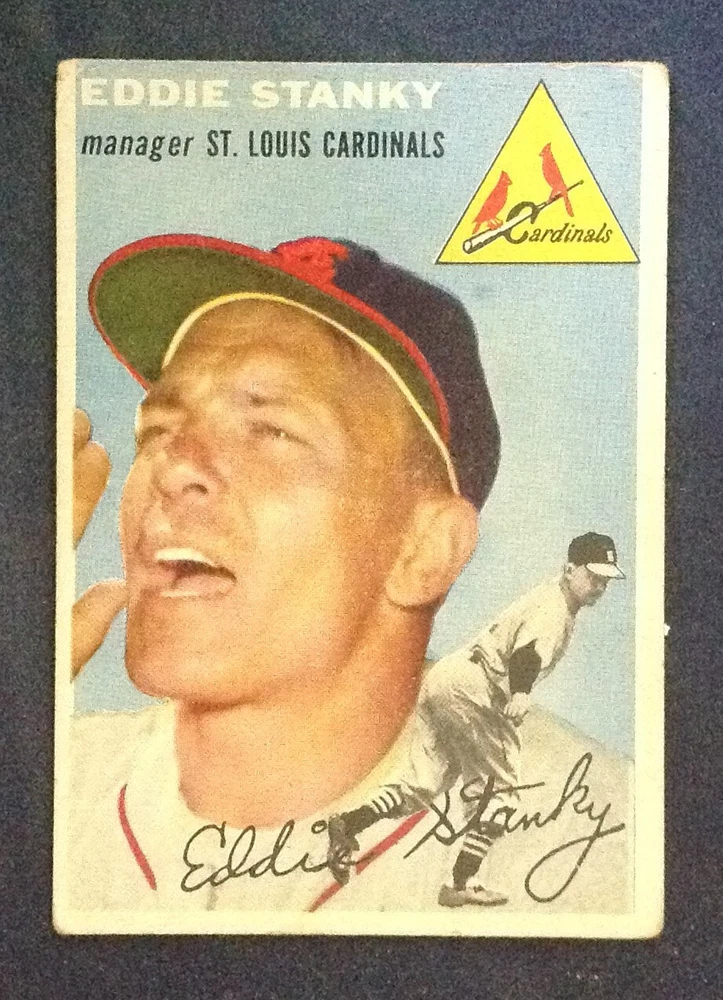 EDDIE STANKY
manager ST. LOUIS CARDINALS
Cardinals
Eddie Stanky